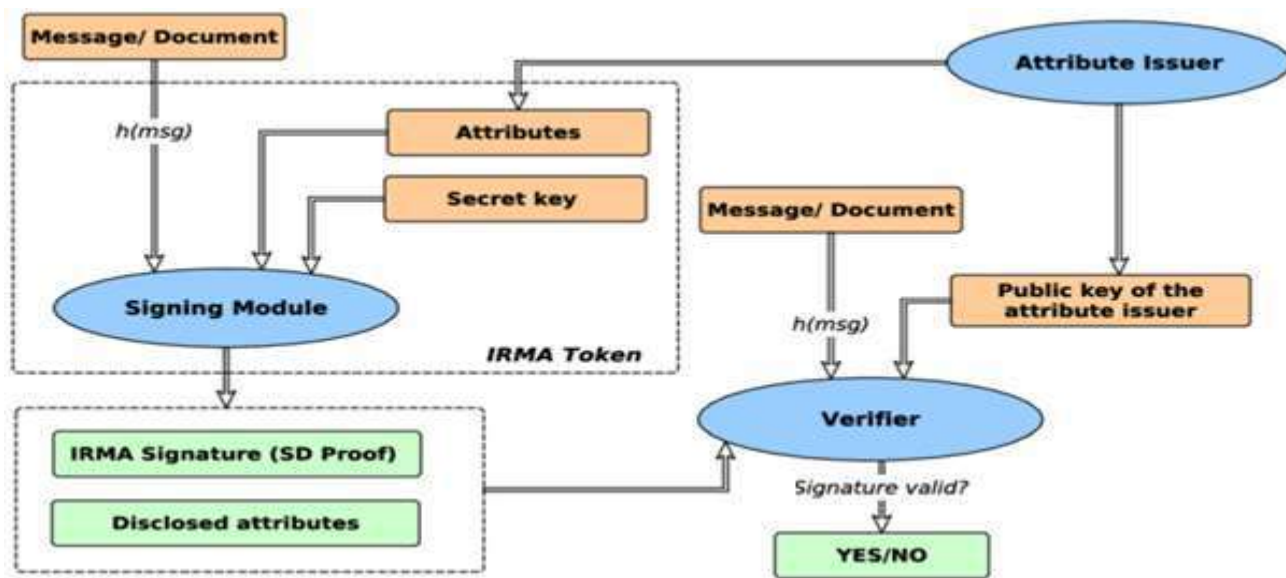 Message/ Document
Attribute Issuer
h(msg)
Attributes
Secret key
Message/ Document
Signing Module
Public key of the
attribute issuer
h(msg)
IRMA Token
Verifier
IRMA Signature (SD Proof)
Signature valid?
Disclosed attributes
YES/NO